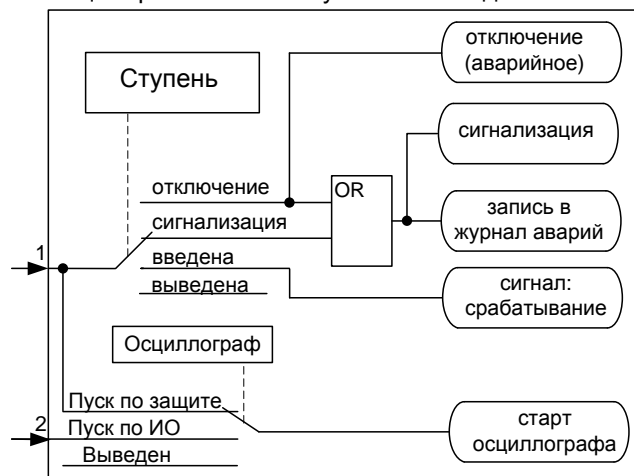 отключение
(аварийное)
Ступень
сигнализация
отключение
OR
сигнализация
запись в
журнал аварий
1
введена
выведена
сигнал:
срабатывание
Осциллограф
Пуск по защите
2
Пуск по ИО
Выведен
старт
осциллографа